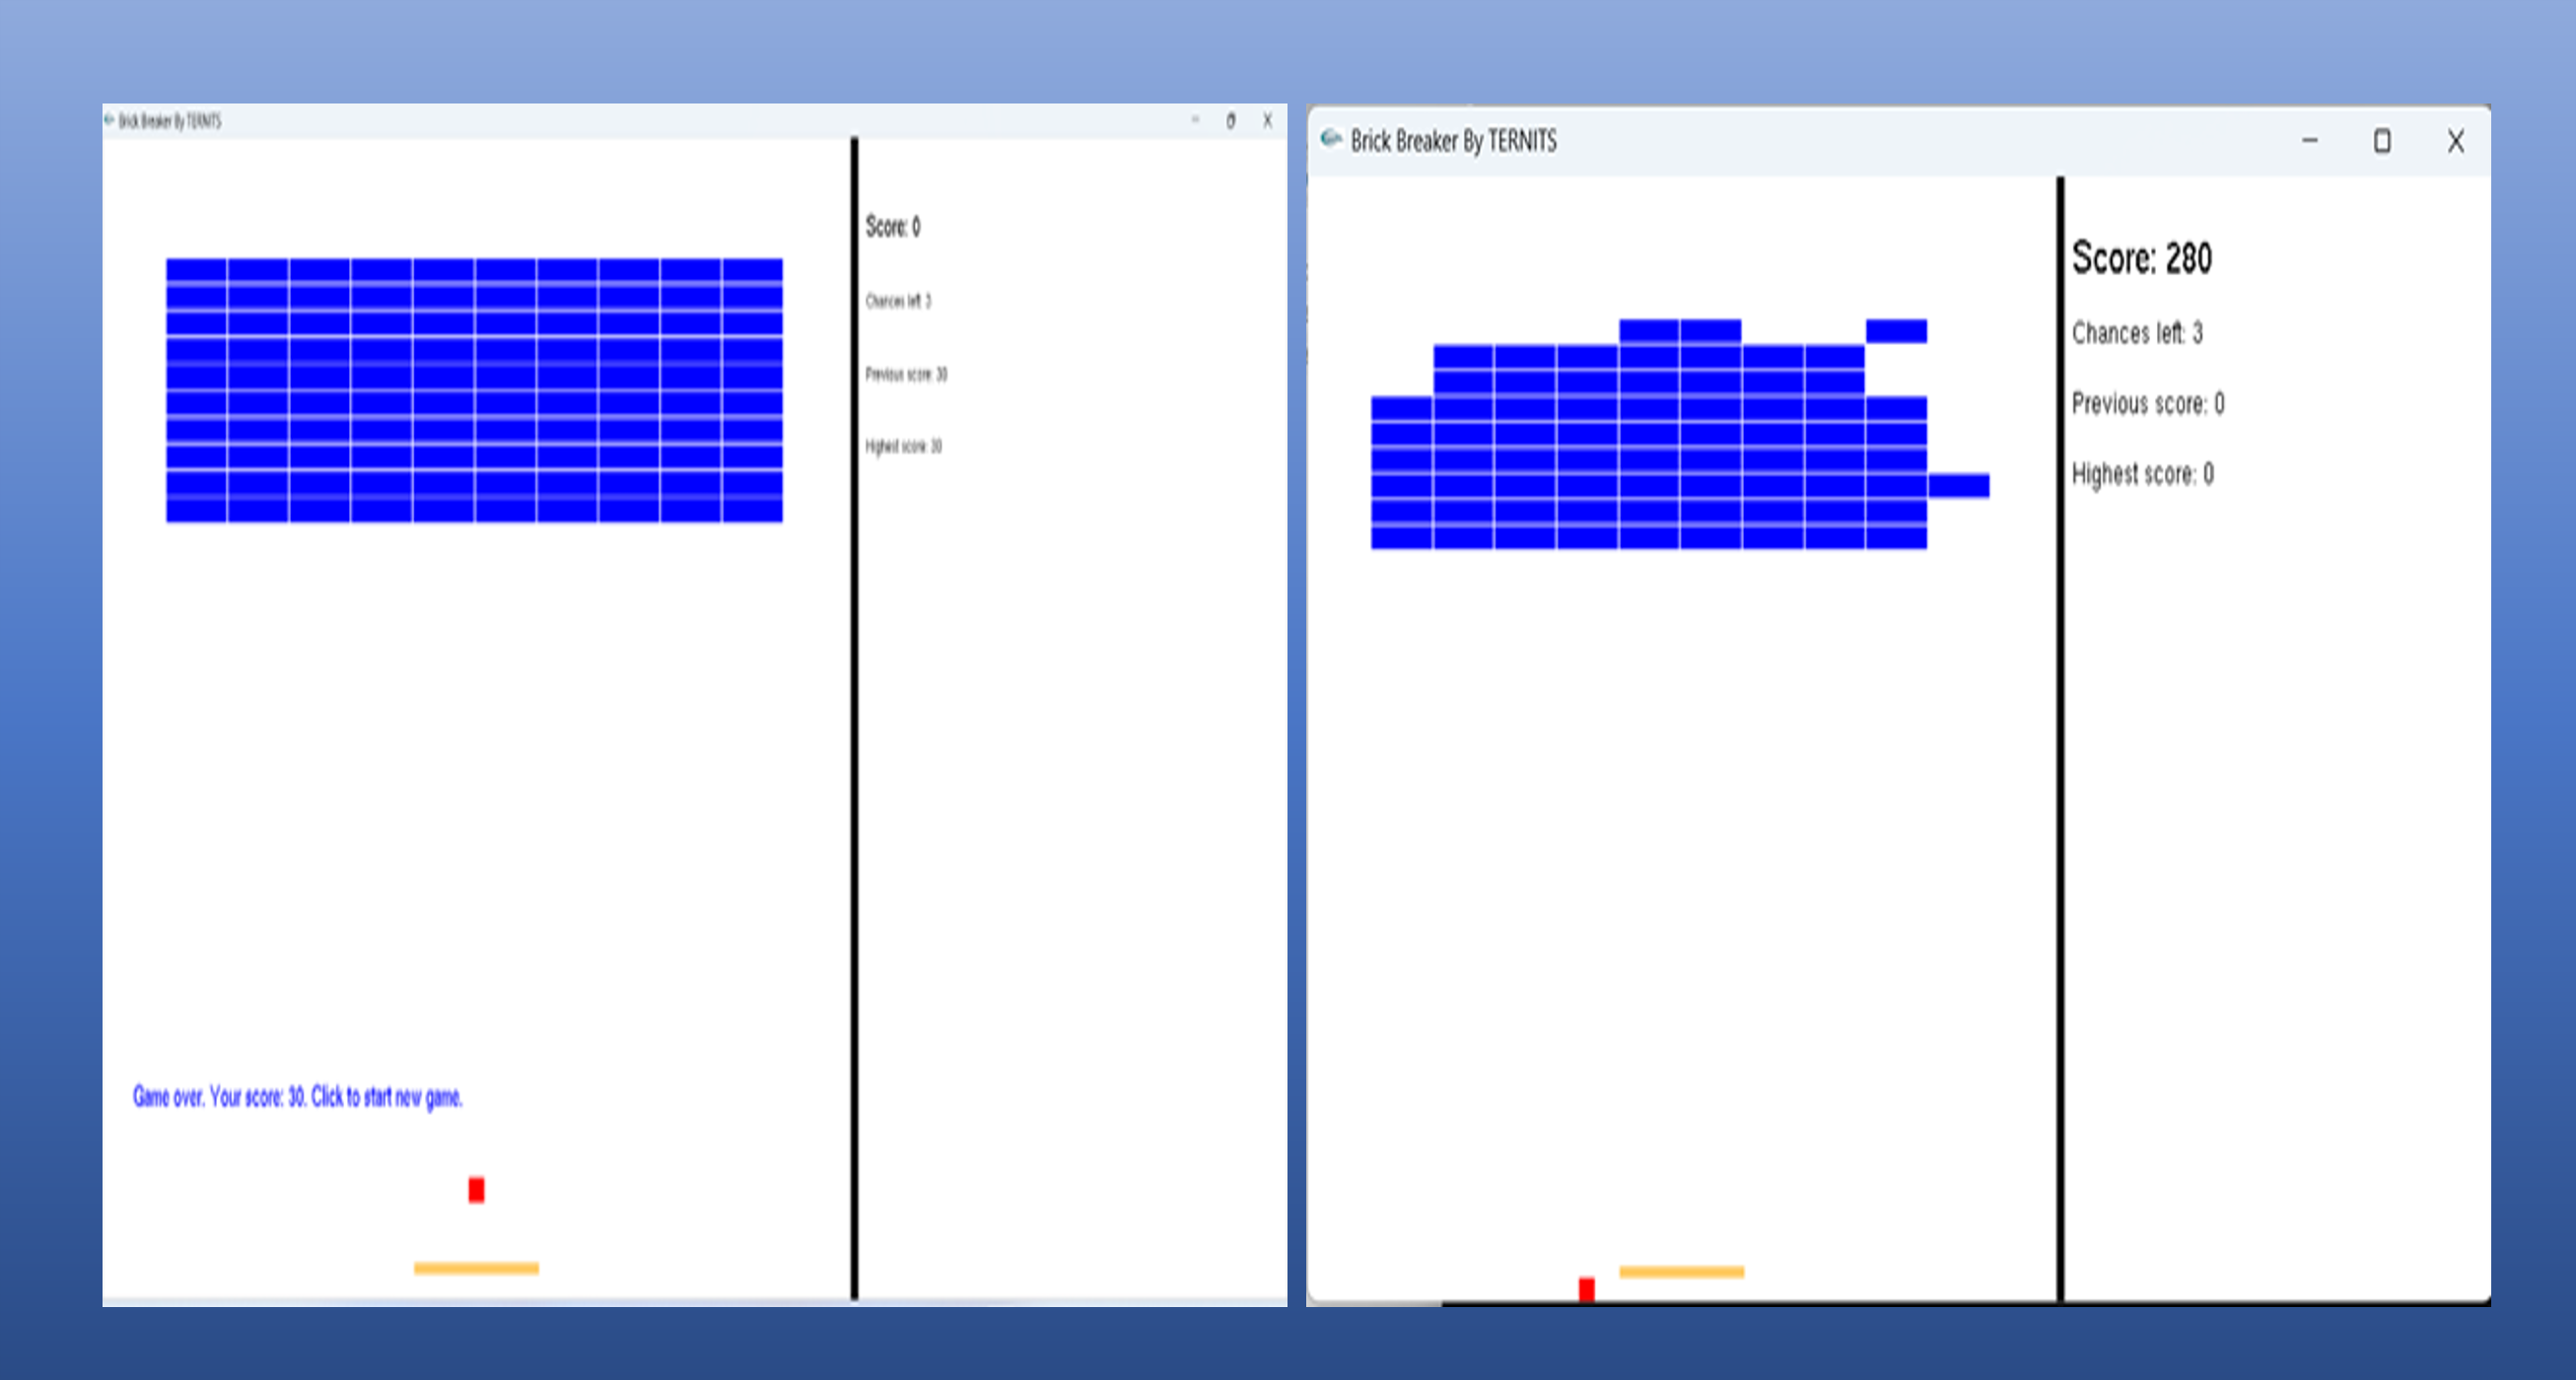 Brick Breaker By TERNITS
Score: 0
Chances left: 3
Previous score: 30
Highest score: 30
Game over. Your score: 30. Click to start new game.
Brick Breaker By TERNITS
Score: 280
Chances left: 3
Previous score: 0
Highest score: 0